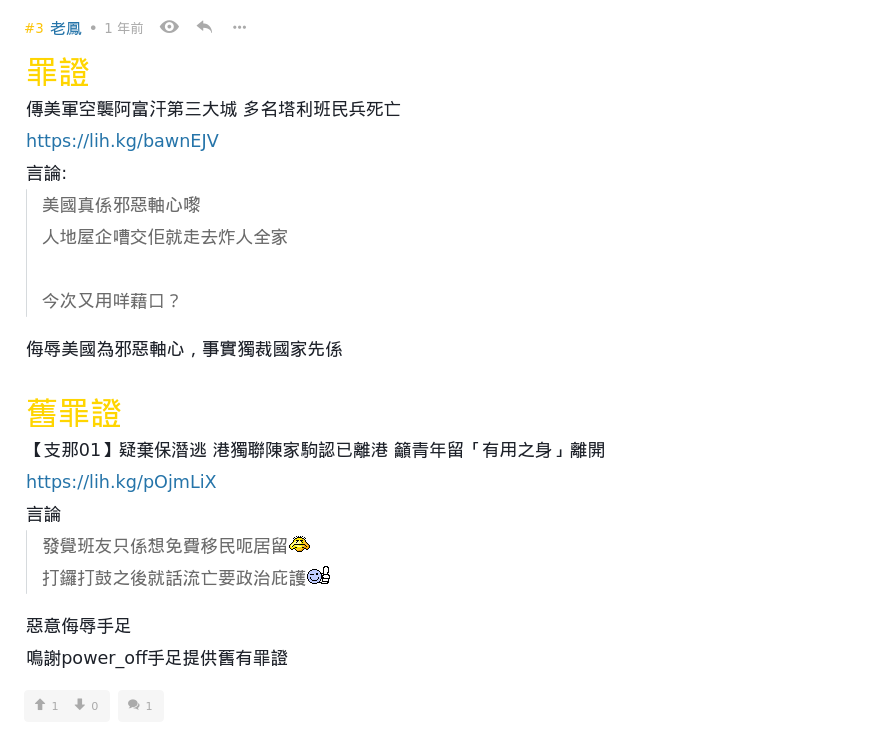 #3 老鳳 • 1 年前
罪證
傳美軍空襲阿富汗第三大城 多名塔利班民兵死亡
https://lih.kg/bawnEJV
言論:
美國真係邪惡軸心嚟
人地屋企嘈交佢就走去炸人全家
今次又用咩藉口？
侮辱美國為邪惡軸心，事實獨裁國家先係
舊罪證
【支那01】疑棄保潛逃 港獨聯陳家駒認已離港 籲青年留「有用之身」離開
https://lih.kg/pOjmLiX
言論
發覺班友只係想免費移民呃居留
打鑼打鼓之後就話流亡要政治庇護
惡意侮辱手足
鳴謝power_off手足提供舊有罪證
1 0 1